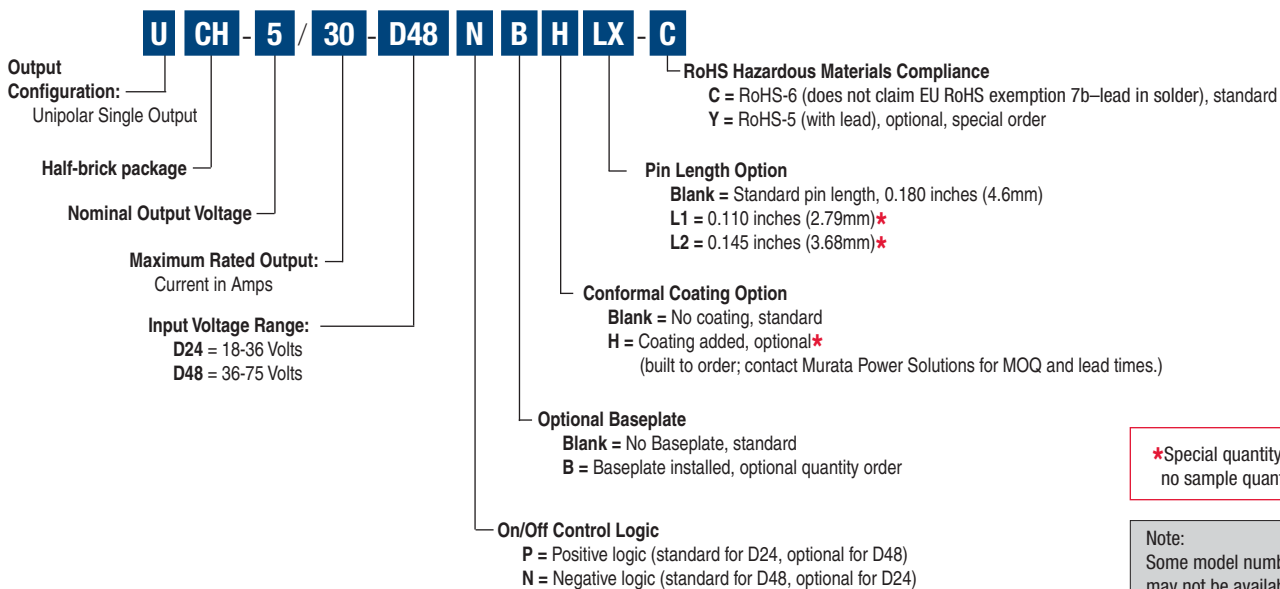 U CH - 5 / 30 - D48 N B H LX - C
Output
Configuration:
Unipolar Single Output
Half-brick package
Nominal Output Voltage
Maximum Rated Output:
Current in Amps
Input Voltage Range:
D24 = 18-36 Volts
D48 = 36-75 Volts
RoHS Hazardous Materials Compliance
C = RoHS-6 (does not claim EU RoHS exemption 7b–lead in solder), standard
Y = RoHS-5 (with lead), optional, special order
Pin Length Option
Blank = Standard pin length, 0.180 inches (4.6mm)
L1 = 0.110 inches (2.79mm)*
L2 = 0.145 inches (3.68mm)*
Conformal Coating Option
Blank = No coating, standard
H = Coating added, optional*
(built to order; contact Murata Power Solutions for MOQ and lead times.)
Optional Baseplate
Blank = No Baseplate, standard
B = Baseplate installed, optional quantity order
On/Off Control Logic
P = Positive logic (standard for D24, optional for D48)
N = Negative logic (standard for D48, optional for D24)
*Special quantity
no sample
Note:
Some model
may not be